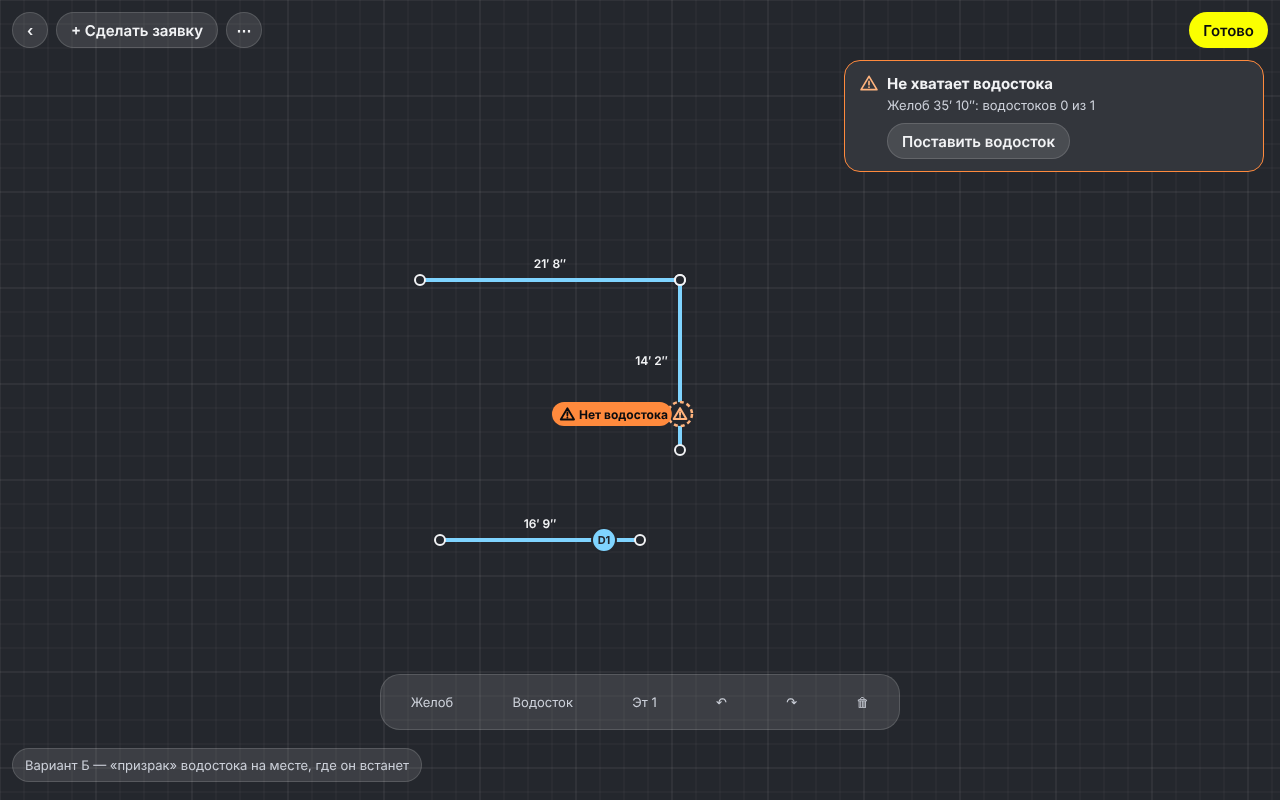 ‹
+ Сделать заявку
⋯
Готово
Не хватает водостока
Желоб 35′ 10″: водостоков 0 из 1
Поставить водосток
21′ 8″
14′ 2″
Нет водостока
16′ 9″
D1
Желоб Водосток Эт 1 ↶ ↷ 🗑
Вариант Б — «призрак» водостока на месте, где он встанет